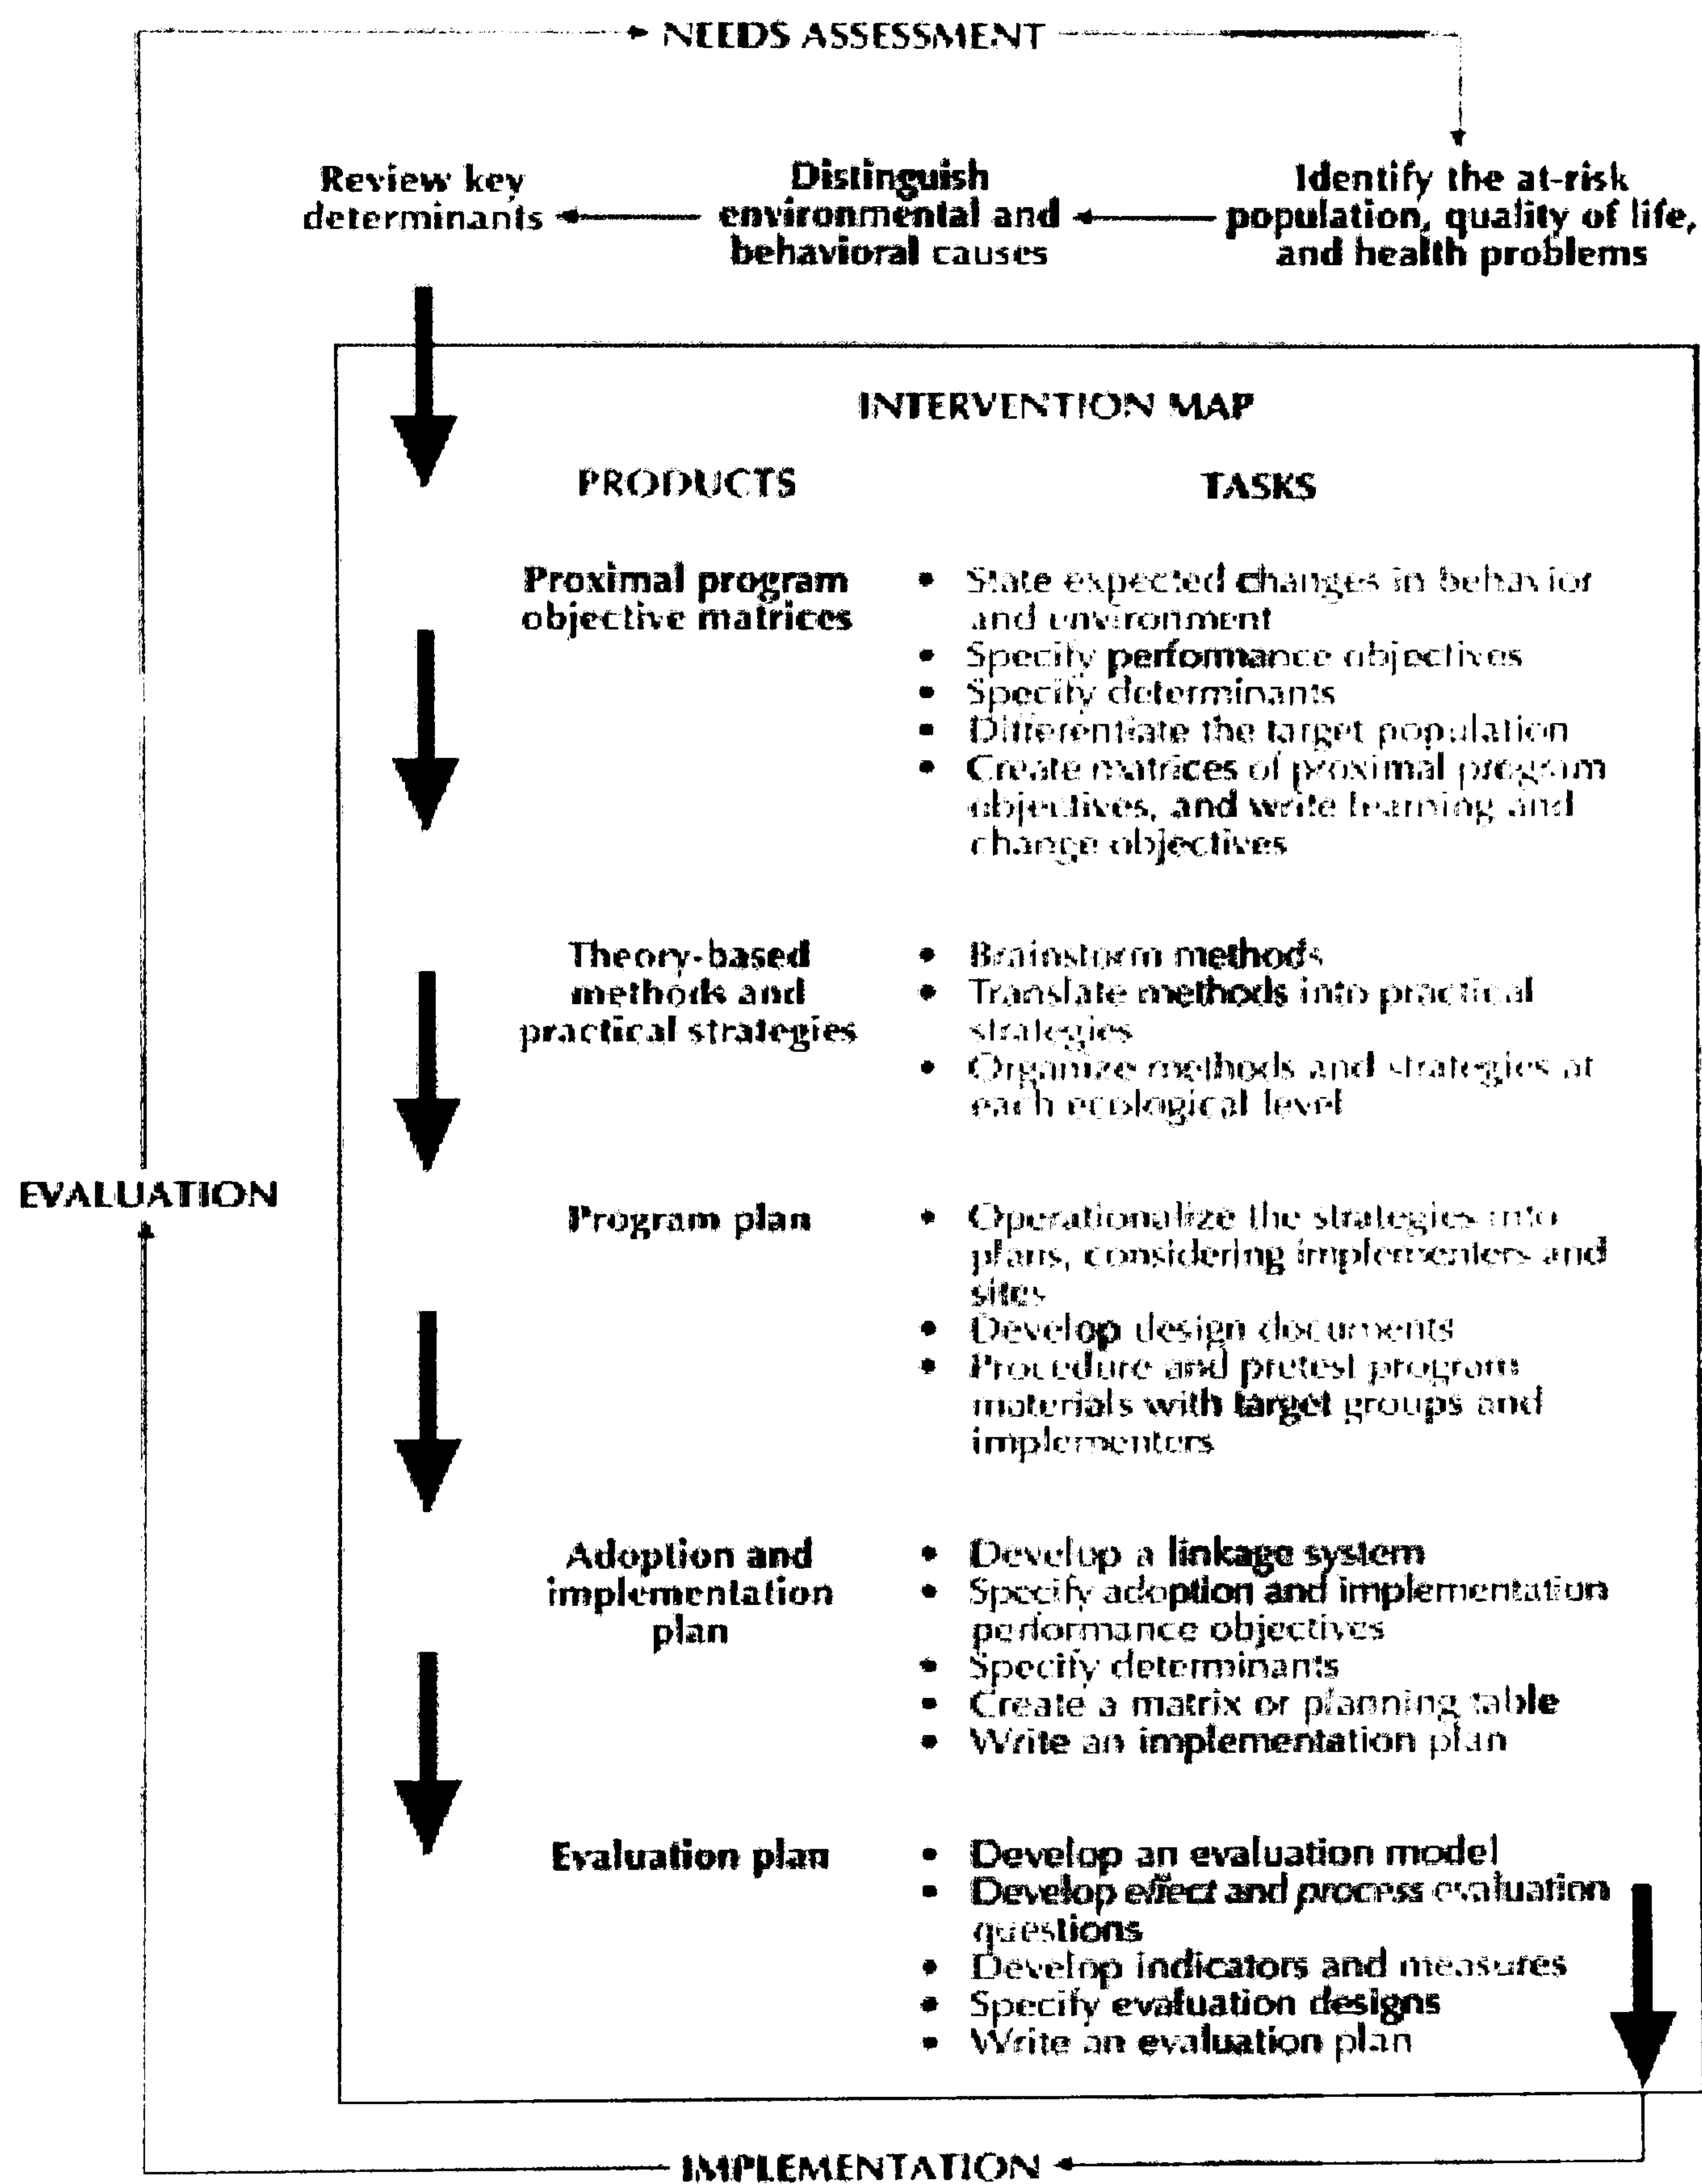 NEEDS ASSESSMENT
Review key
determinants
Distinguish
environmental and
behavioral causes
Identify the at-risk
population, quality of life,
and health problems
INTERVENTION MAP
PRODUCTS
TASKS
Proximal program
objective matrices
• State expected changes in behavior
and environment
• Specify performance objectives
• Specify determinants
• Differentiate the target population
• Create matrices of proximal program
objectives, and write learning and
change objectives
Theory-based
methods and
practical strategies
• Brainstorm methods
• Translate methods into practical
strategies
• Organize methods and strategies at
each ecological level
EVALUATION
Program plan
• Operationalize the strategies into
plans, considering implementers and
sites
• Develop design documents
• Procedure and pretest program
materials with target groups and
implementers
Adoption and
implementation
plan
• Develop a linkage system
• Specify adoption and implementation
performance objectives
• Specify determinants
• Create a matrix or planning table
• Write an implementation plan
Evaluation plan
• Develop an evaluation model
• Develop effect and process evaluation
questions
• Develop indicators and measures
• Specify evaluation designs
• Write an evaluation plan
IMPLEMENTATION